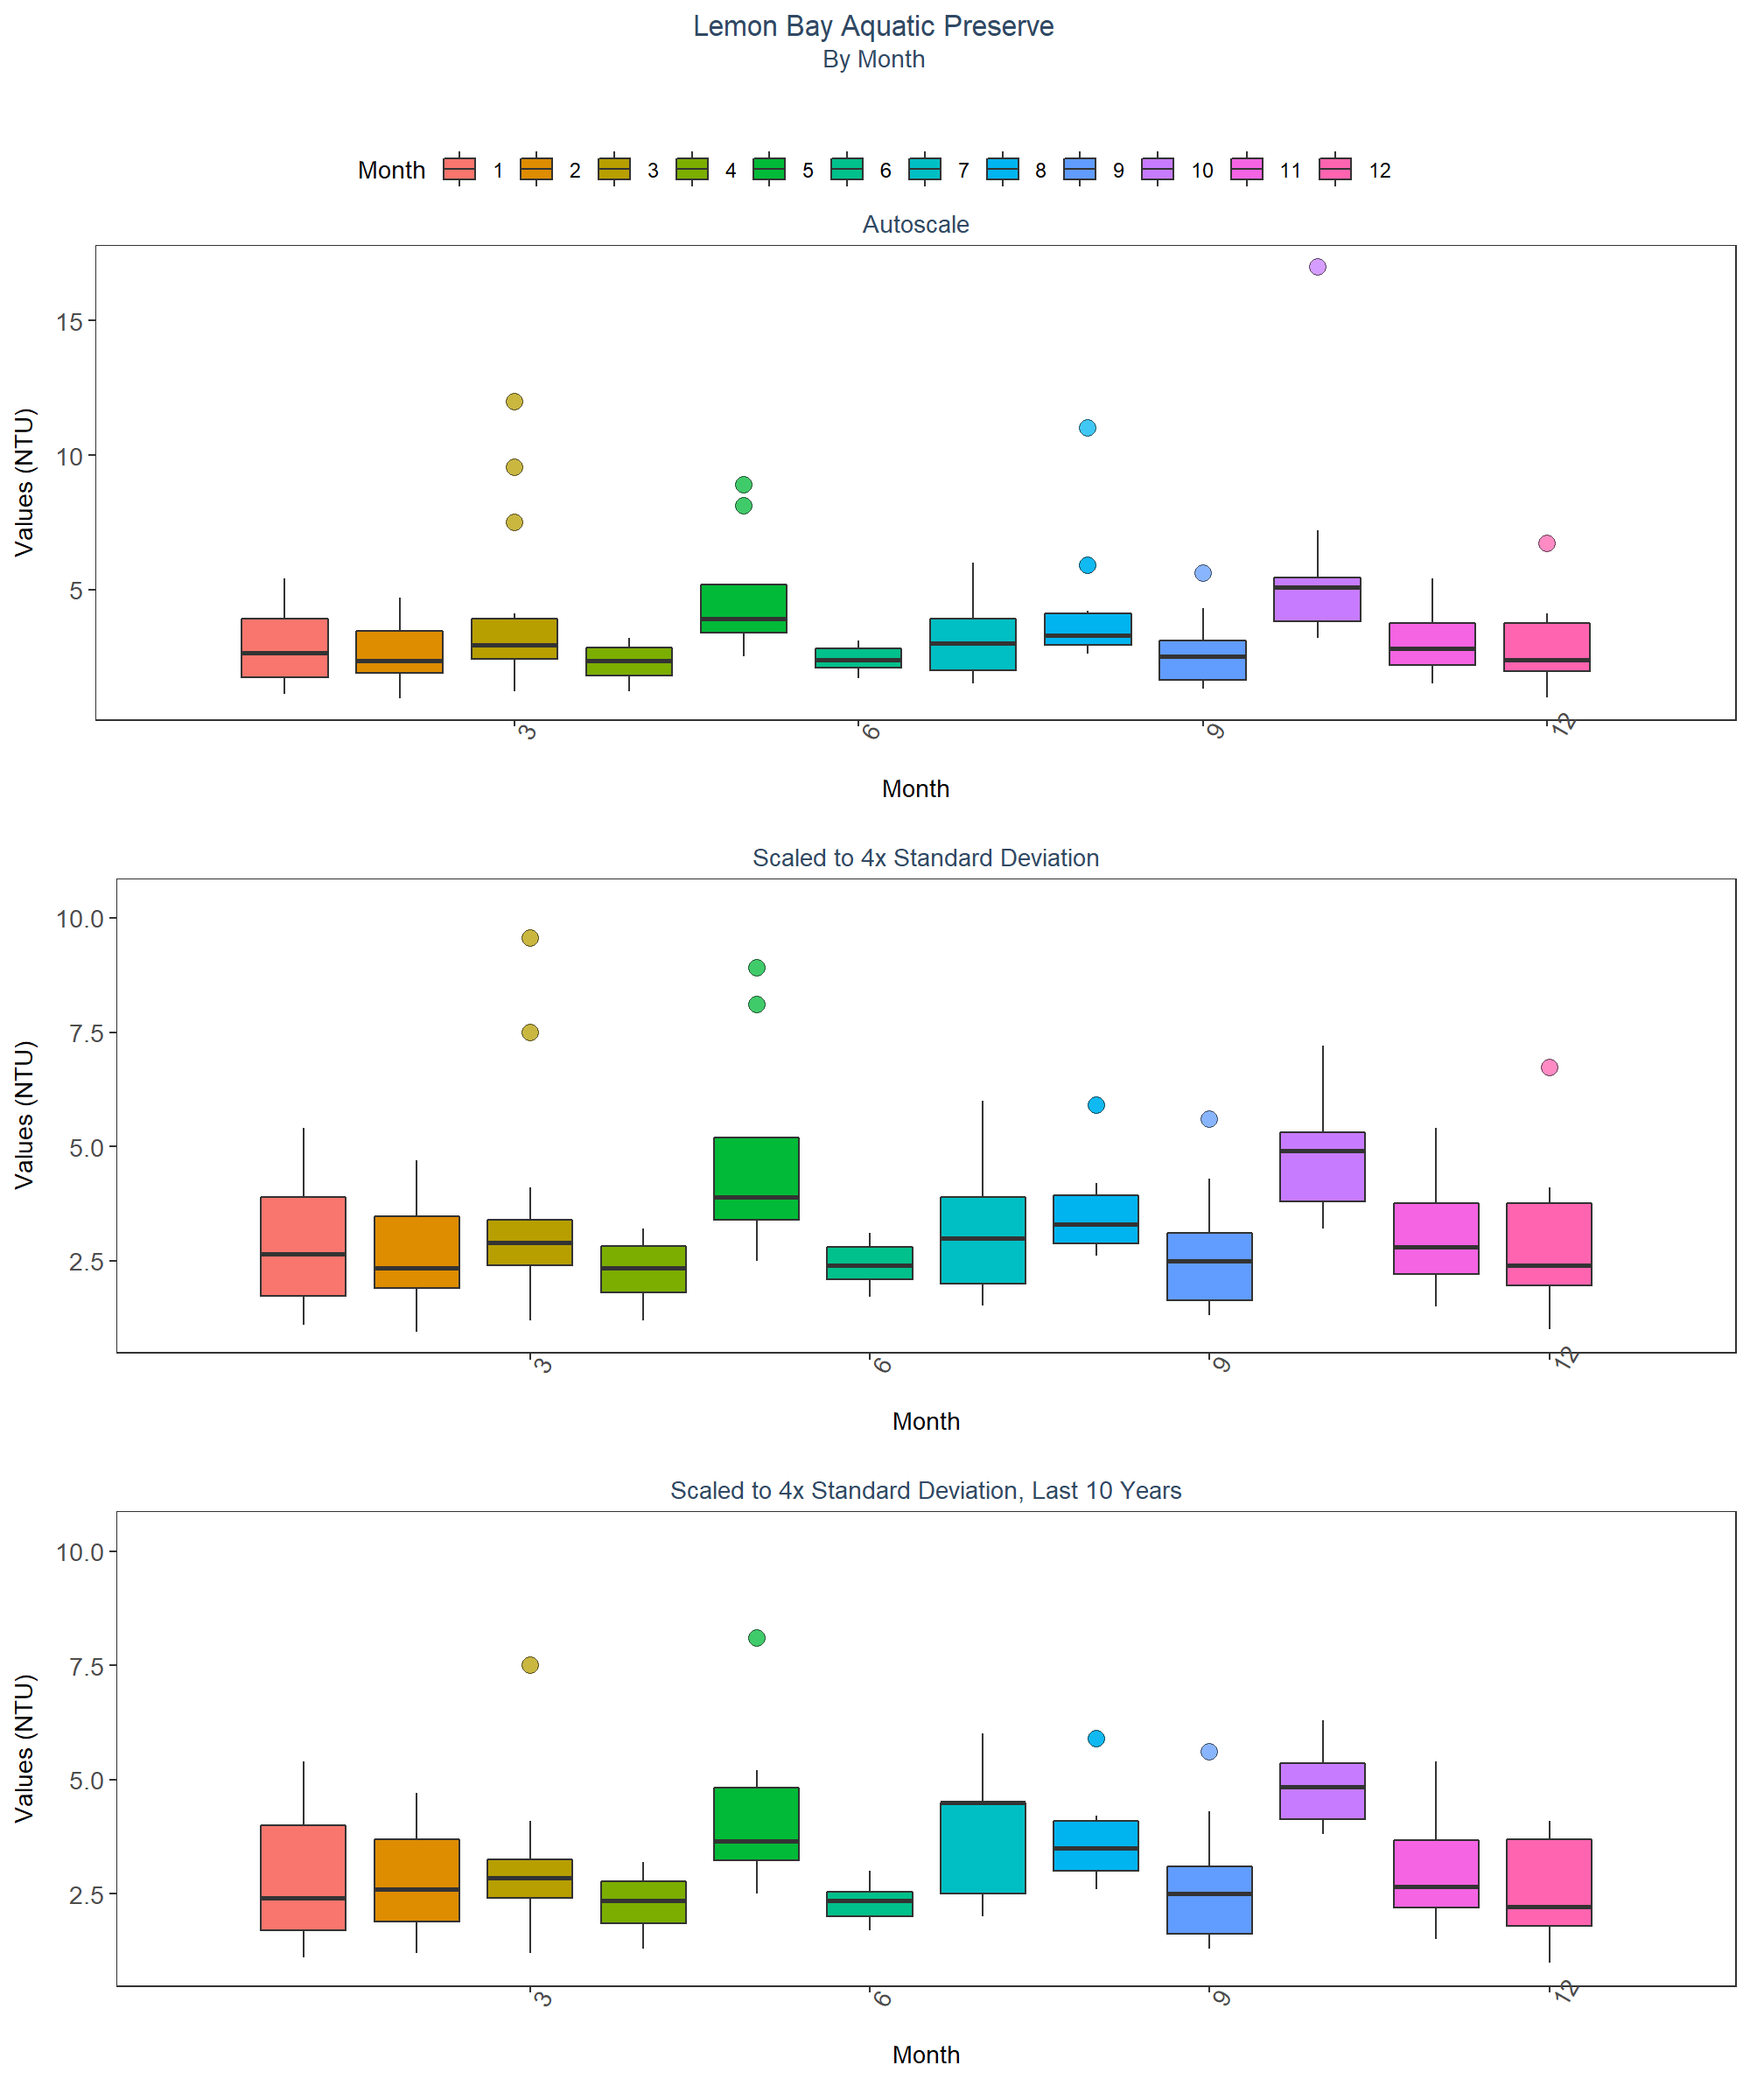 Lemon Bay Aquatic Preserve
By Month
Month 1 2 3 4 5 6 7 8 9 10 11 12
Autoscale
Values (NTU)
15
10
5
3 6 9 12
Month
Scaled to 4x Standard Deviation
Values (NTU)
10.0
7.5
5.0
2.5
3 6 9 12
Month
Scaled to 4x Standard Deviation, Last 10 Years
Values (NTU)
10.0
7.5
5.0
2.5
3 6 9 12
Month